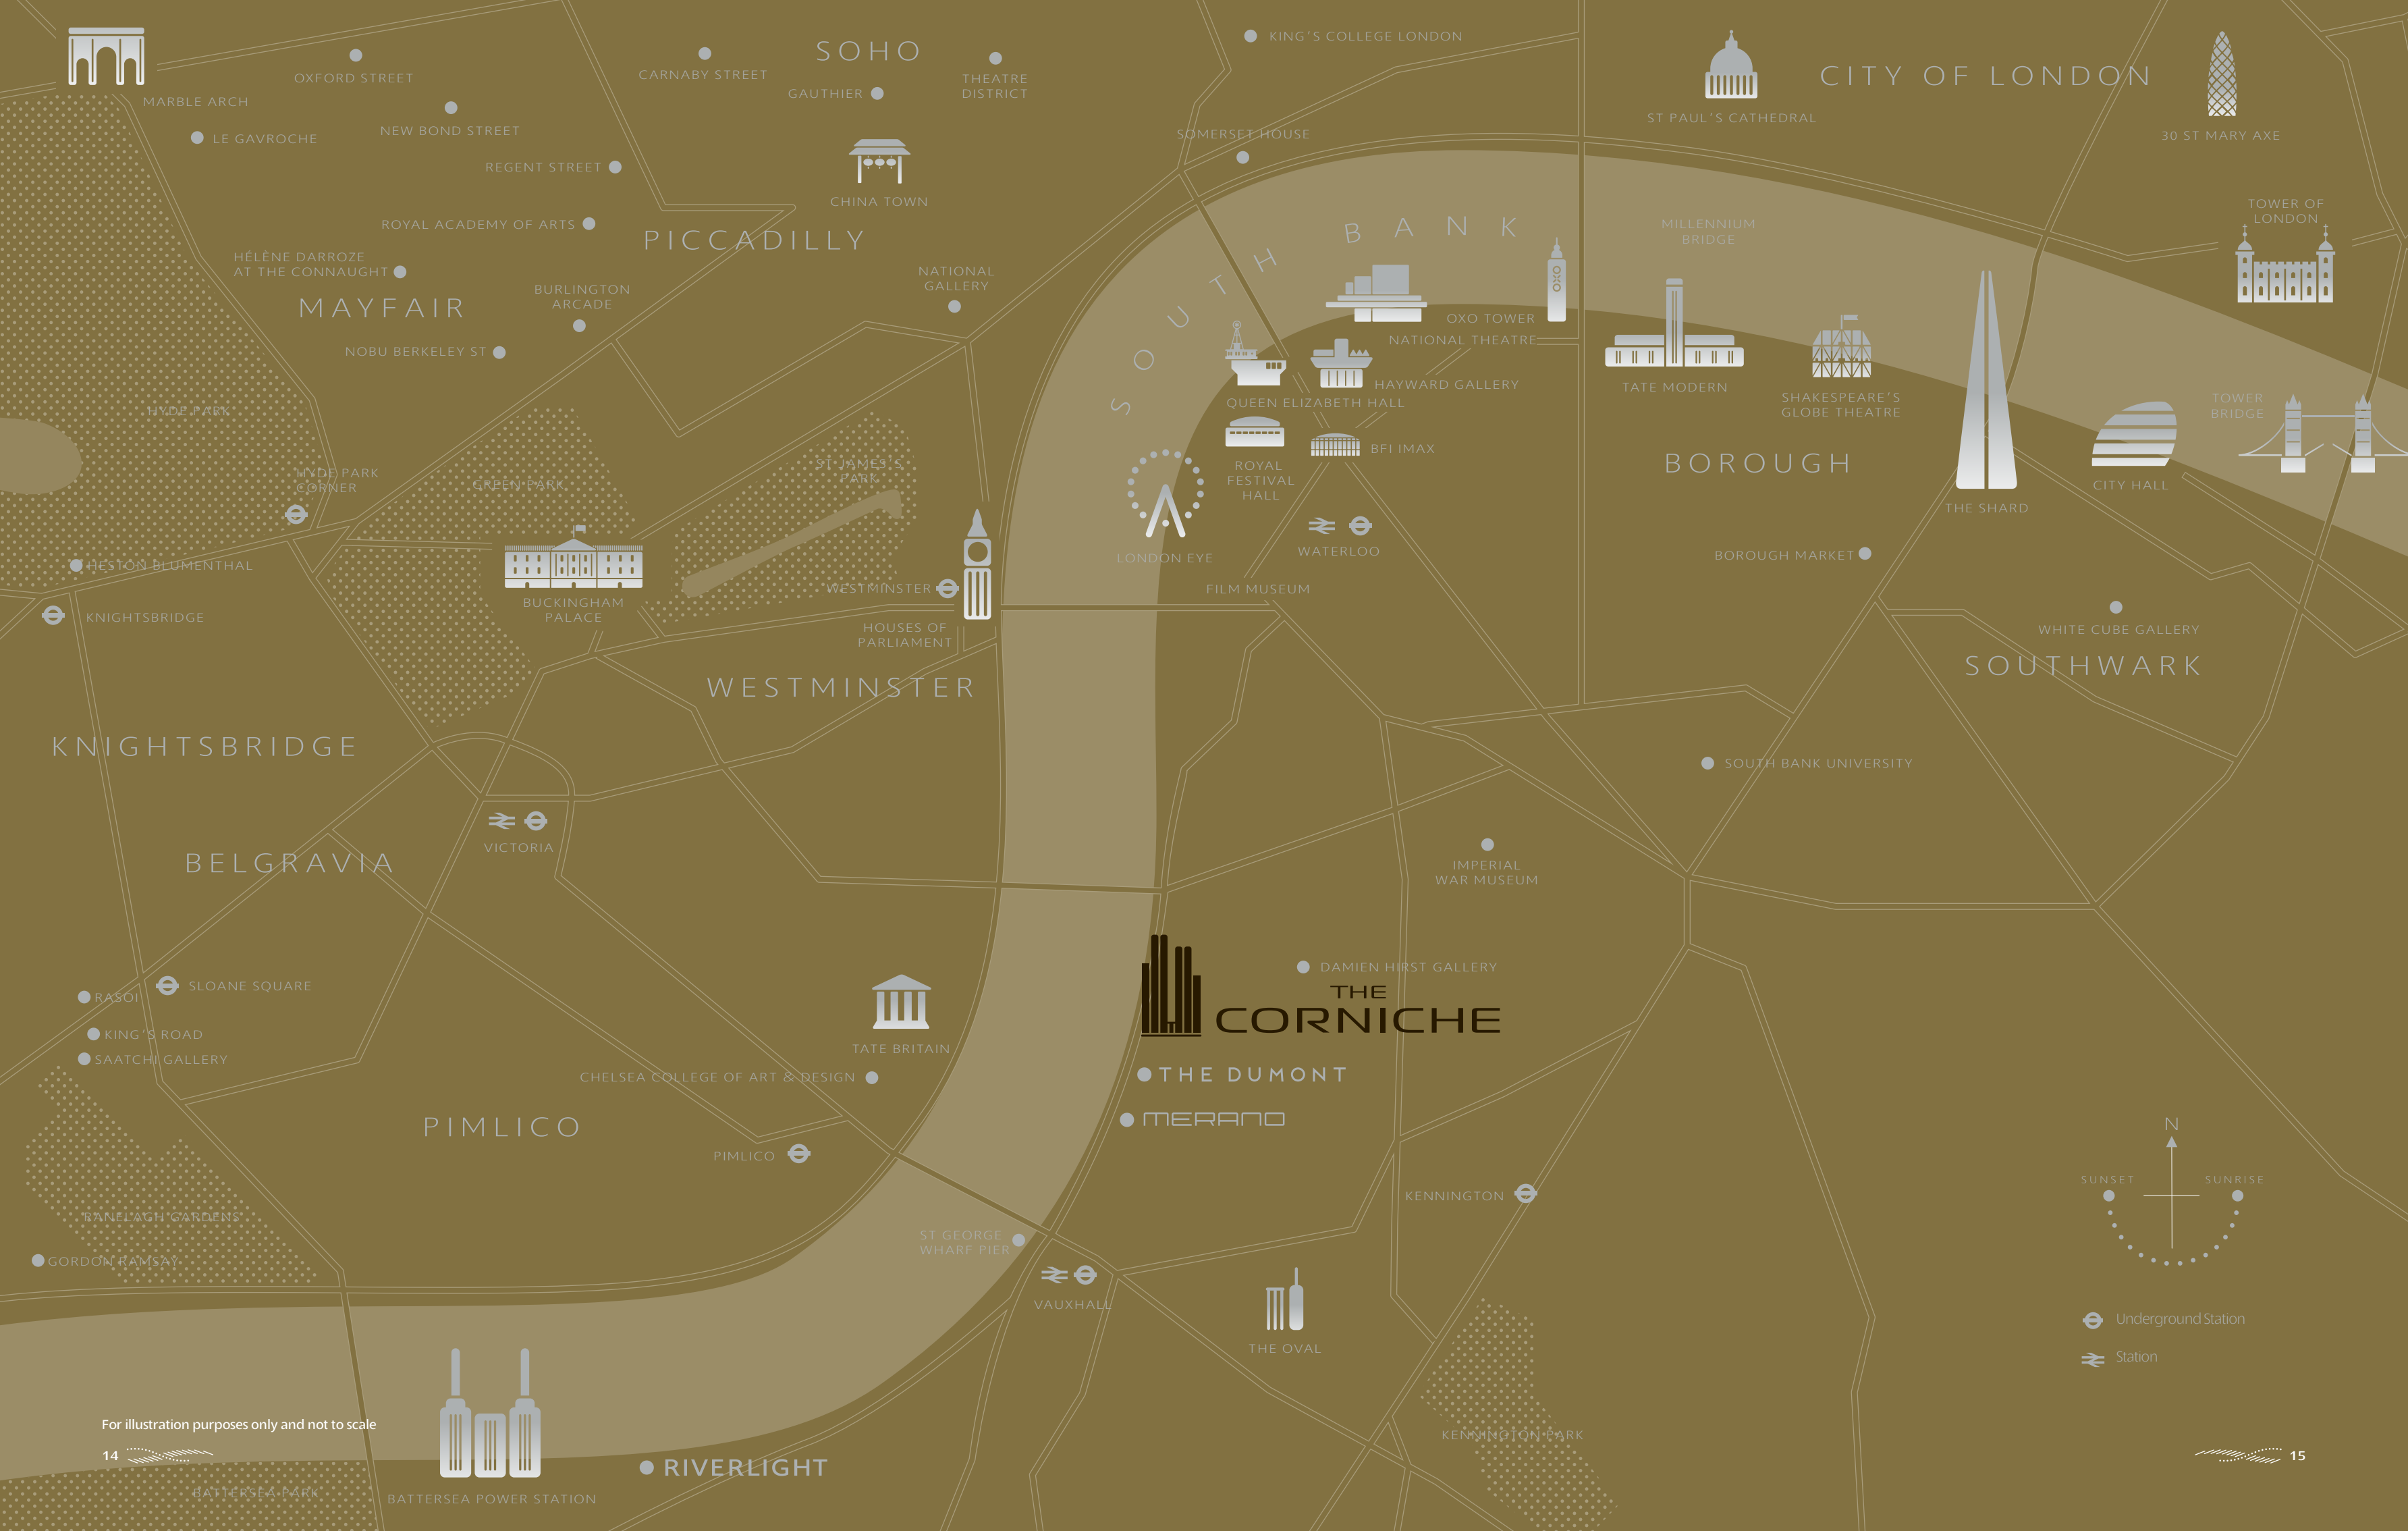 MARBLE ARCH
OXFORD STREET
LE GAVROCHE
NEW BOND STREET
REGENT STREET
CARNABY STREET
SOHO
GAUTHIER
THEATRE
DISTRICT
CHINA TOWN
ROYAL ACADEMY OF ARTS
PICCADILLY
HÉLÈNE DARROZE
AT THE CONNAUGHT
MAYFAIR
BURLINGTON
ARCADE
NOBU BERKELEY ST
NATIONAL
GALLERY
KING'S COLLEGE LONDON
SOMERSET HOUSE
ST PAUL'S CATHEDRAL
CITY OF LONDON
30 ST MARY AXE
TOWER OF
LONDON
SOUTH BANK
MILLENNIUM
BRIDGE
OXO
OXO TOWER
NATIONAL THEATRE
HAYWARD GALLERY
QUEEN ELIZABETH HALL
TATE MODERN
SHAKESPEARE'S
GLOBE THEATRE
TOWER
BRIDGE
HYDE PARK
HYDE PARK
CORNER
GREEN PARK
ST JAMES'S
PARK
ROYAL
FESTIVAL
HALL
BFI IMAX
BOROUGH
THE SHARD
CITY HALL
HESTON BLUMENTHAL
KNIGHTSBRIDGE
BUCKINGHAM
PALACE
WESTMINSTER
HOUSES OF
PARLIAMENT
LONDON EYE
WATERLOO
FILM MUSEUM
BOROUGH MARKET
WHITE CUBE GALLERY
SOUTHWARK
WESTMINSTER
KNIGHTSBRIDGE
SOUTH BANK UNIVERSITY
BELGRAVIA
VICTORIA
IMPERIAL
WAR MUSEUM
RASOI
SLOANE SQUARE
KING'S ROAD
SAATCHI GALLERY
TATE BRITAIN
CHELSEA COLLEGE OF ART & DESIGN
DAMIEN HIRST GALLERY
THE
CORNICHE
THE DUMONT
MERANO
PIMLICO
PIMLICO
RANELAGH GARDENS
GORDON RAMSAY
ST GEORGE
WHARF PIER
VAUXHALL
KENNINGTON
THE OVAL
KENNINGTON PARK
N
SUNSET
SUNRISE
Underground Station
Station
For illustration purposes only and not to scale
14
BATTERSEA PARK
BATTERSEA POWER STATION
RIVERLIGHT
15